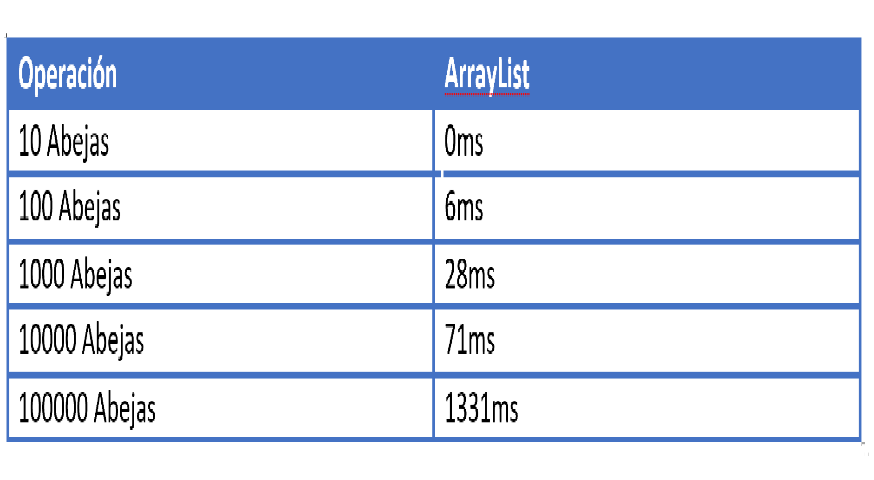 Operación ArrayList
10 Abejas 0ms
100 Abejas 6ms
1000 Abejas 28ms
10000 Abejas 71ms
100000 Abejas 1331ms